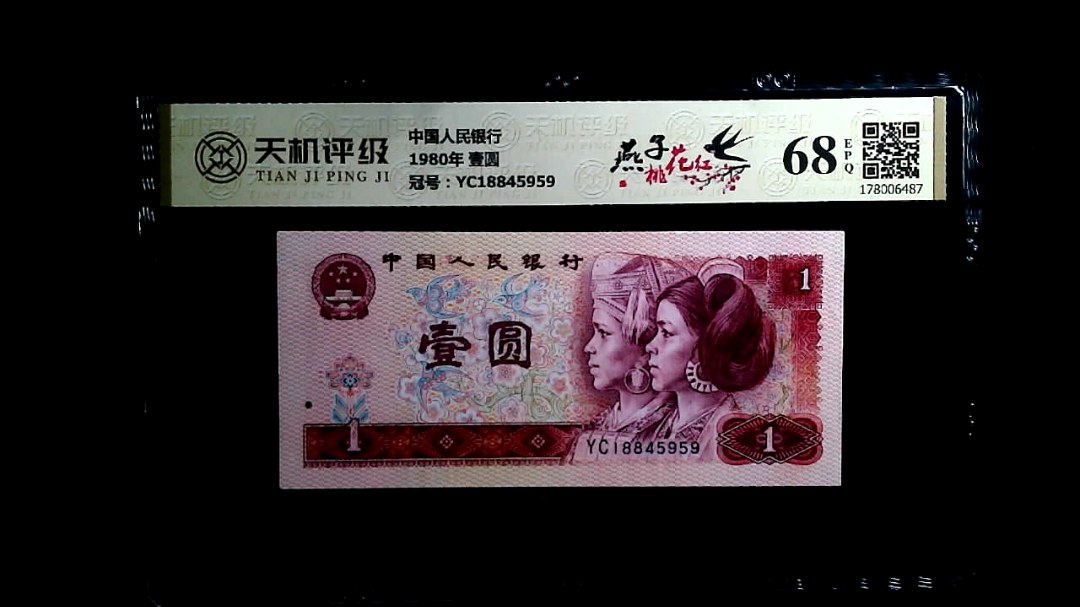 天机评级
TIAN JI PING JI
中国人民银行
1980年 壹圆
冠号：YC18845959
燕子
桃花红
68
EPQ
178006487
中国人民银行
1
壹圆
1
YC18845959
1